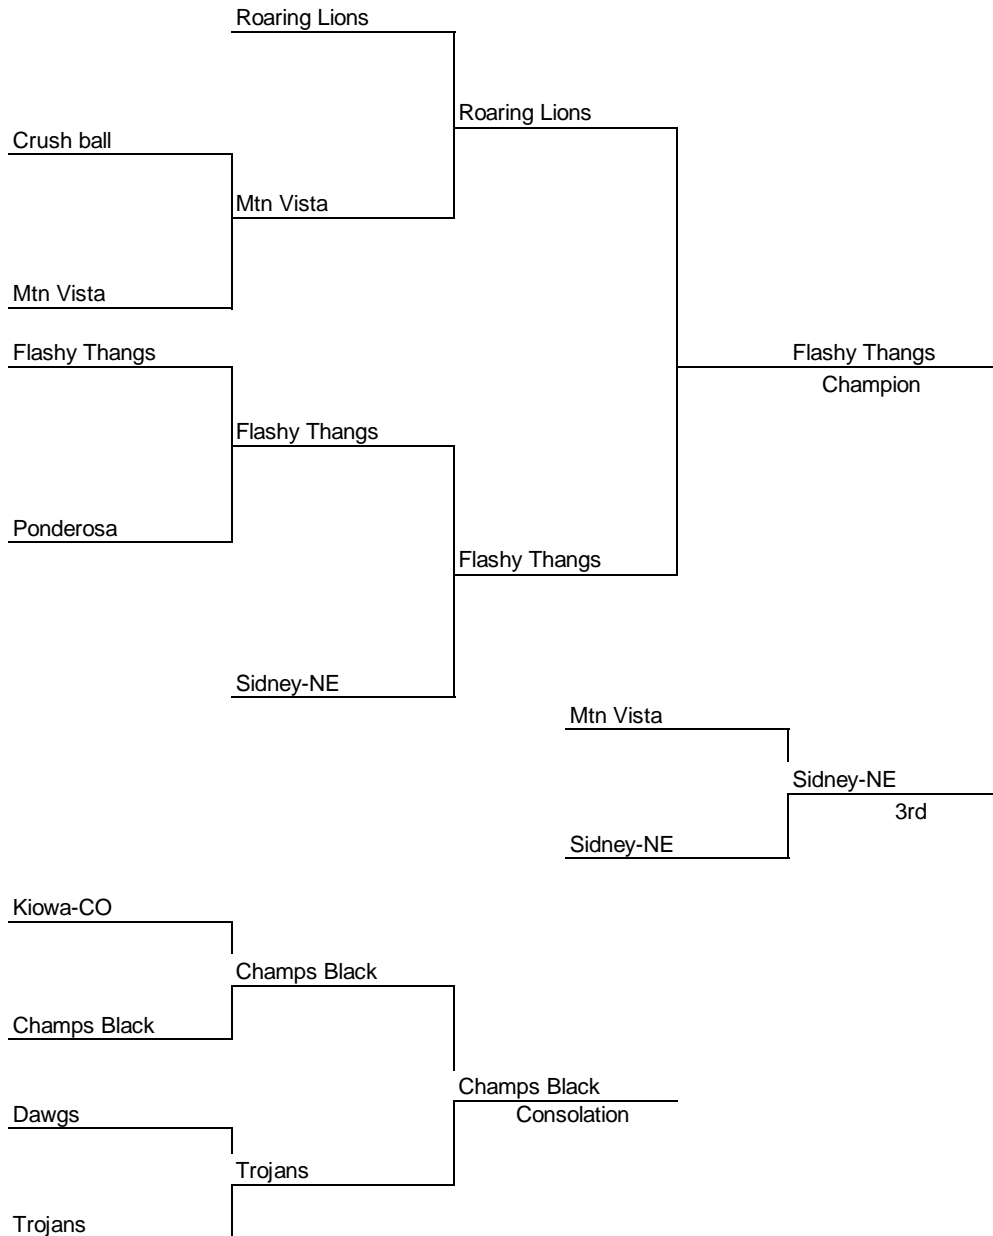 Roaring Lions
Roaring Lions
Crush ball
Mtn Vista
Mtn Vista
Flashy Thangs
Flashy Thangs
Champion
Flashy Thangs
Ponderosa
Flashy Thangs
Sidney-NE
Mtn Vista
Sidney-NE
3rd
Sidney-NE
Kiowa-CO
Champs Black
Champs Black
Champs Black
Consolation
Dawgs
Trojans
Trojans